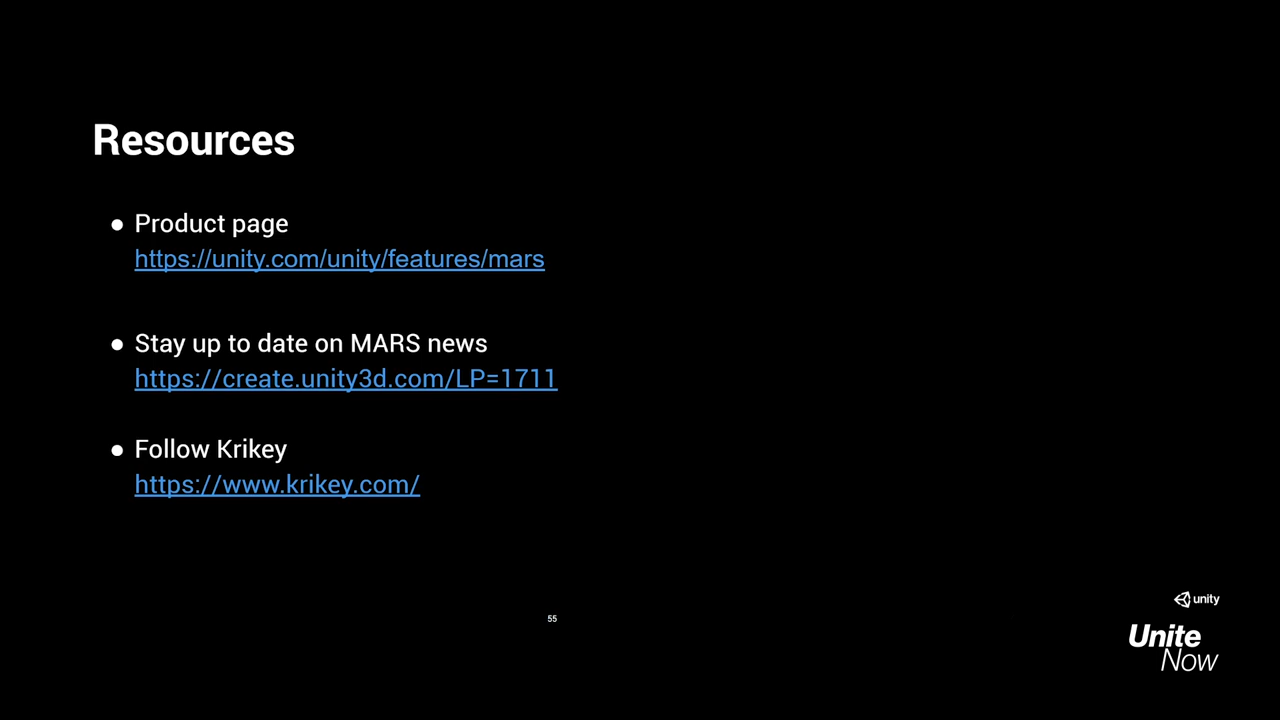 Resources
● Product page
https://unity.com/unity/features/mars
● Stay up to date on MARS news
https://create.unity3d.com/LP=1711
● Follow Krikey
https://www.krikey.com/
55
unity
Unite
Now